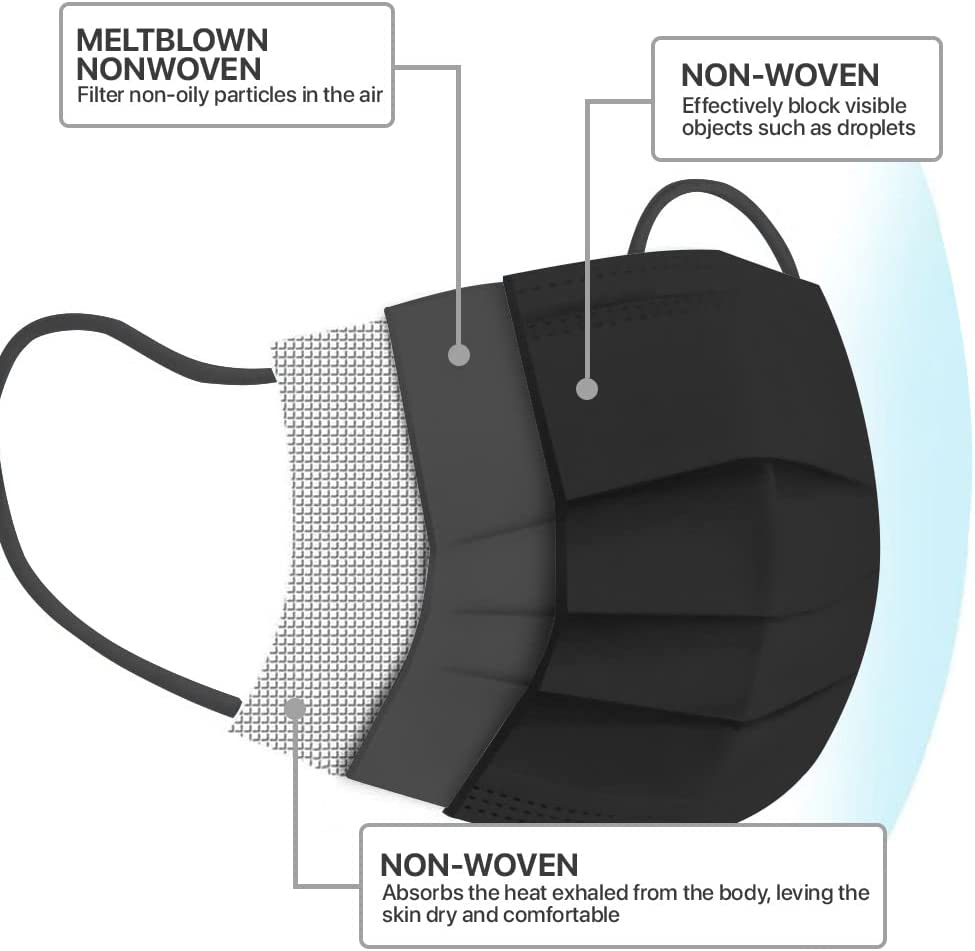 MELTBLOWN
NONWOVEN
Filter non-oily particles in the air
NON-WOVEN
Effectively block visible
objects such as droplets
NON-WOVEN
Absorbs the heat exhaled from the body, leving the
skin dry and comfortable